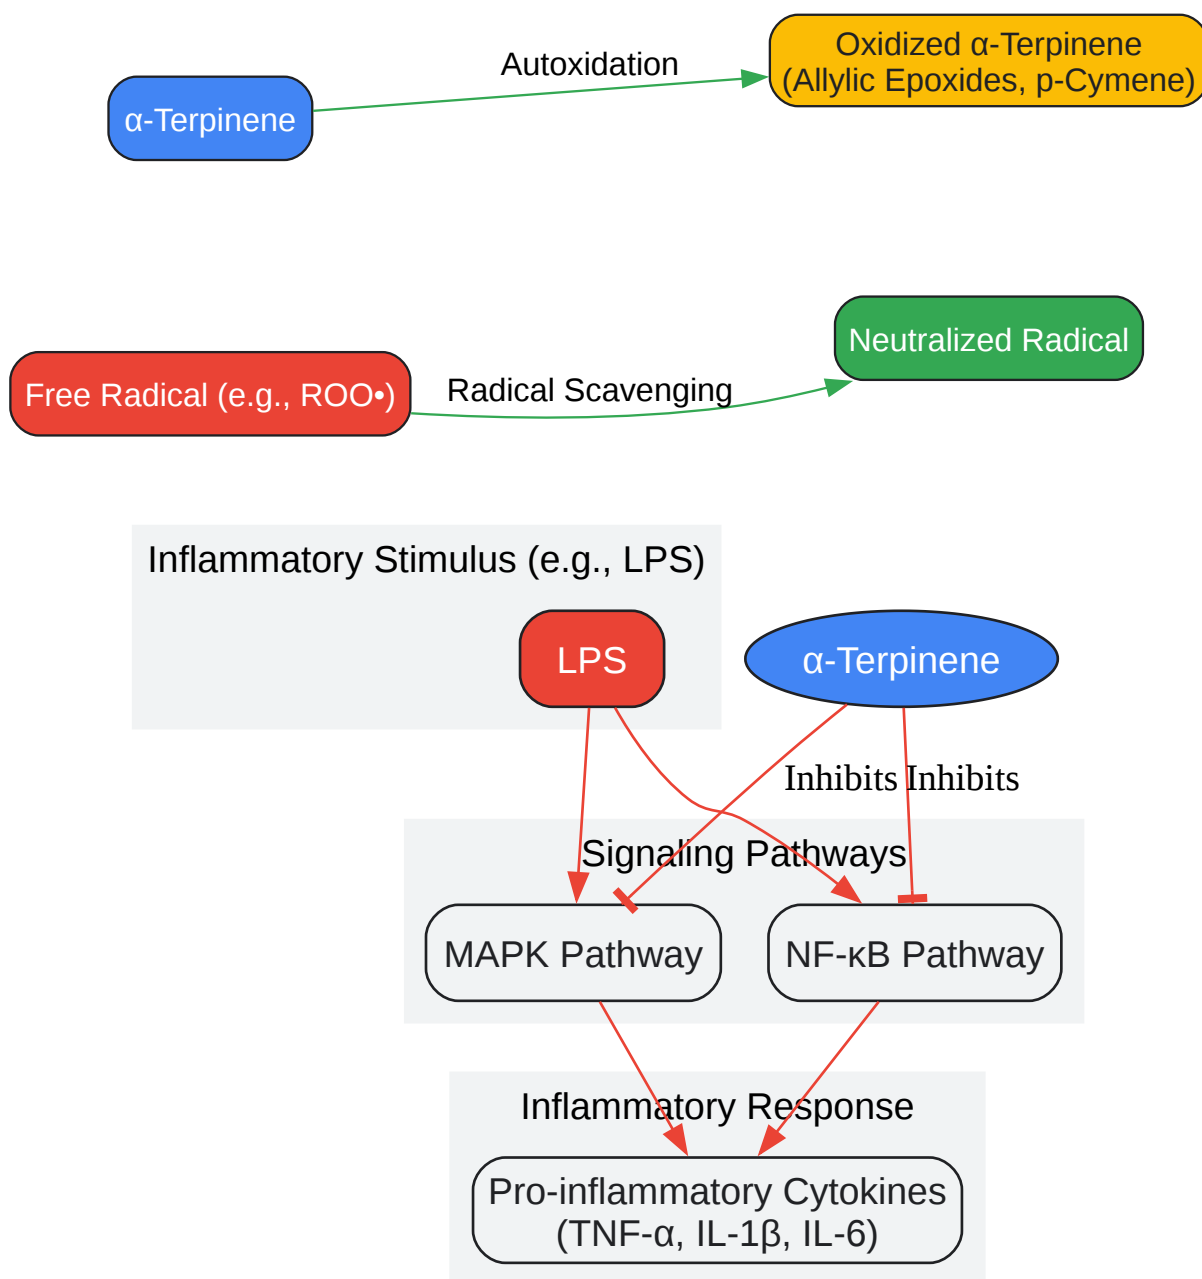 Autoxidation
Oxidized α-Terpinene
(Allylic Epoxides, p-Cymene)
α-Terpinene
Neutralized Radical
Free Radical (e.g., ROO•)
Radical Scavenging
Inflammatory Stimulus (e.g., LPS)
LPS
α-Terpinene
Inhibits
Inhibits
Signaling Pathways
MAPK Pathway
NF-κB Pathway
Inflammatory Response
Pro-inflammatory Cytokines
(TNF-α, IL-1β, IL-6)